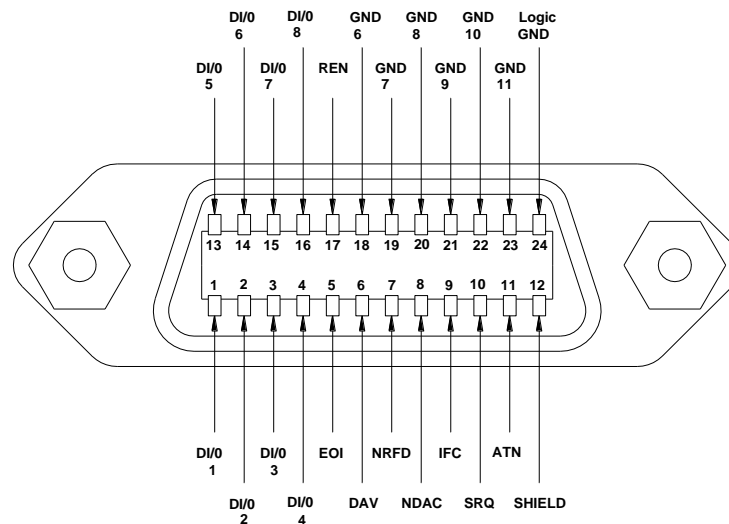 DI/0
6
DI/0
8
GND
6
GND
8
GND
10
Logic
GND
DI/0
5
DI/0
7
REN
GND
7
GND
9
GND
11
13 14 15 16 17 18 19 20 21 22 23 24
1 2 3 4 5 6 7 8 9 10 11 12
DI/0
1
DI/0
3
EOI
NRFD
IFC
ATN
DI/0
2
DI/0
4
DAV
NDAC
SRQ
SHIELD